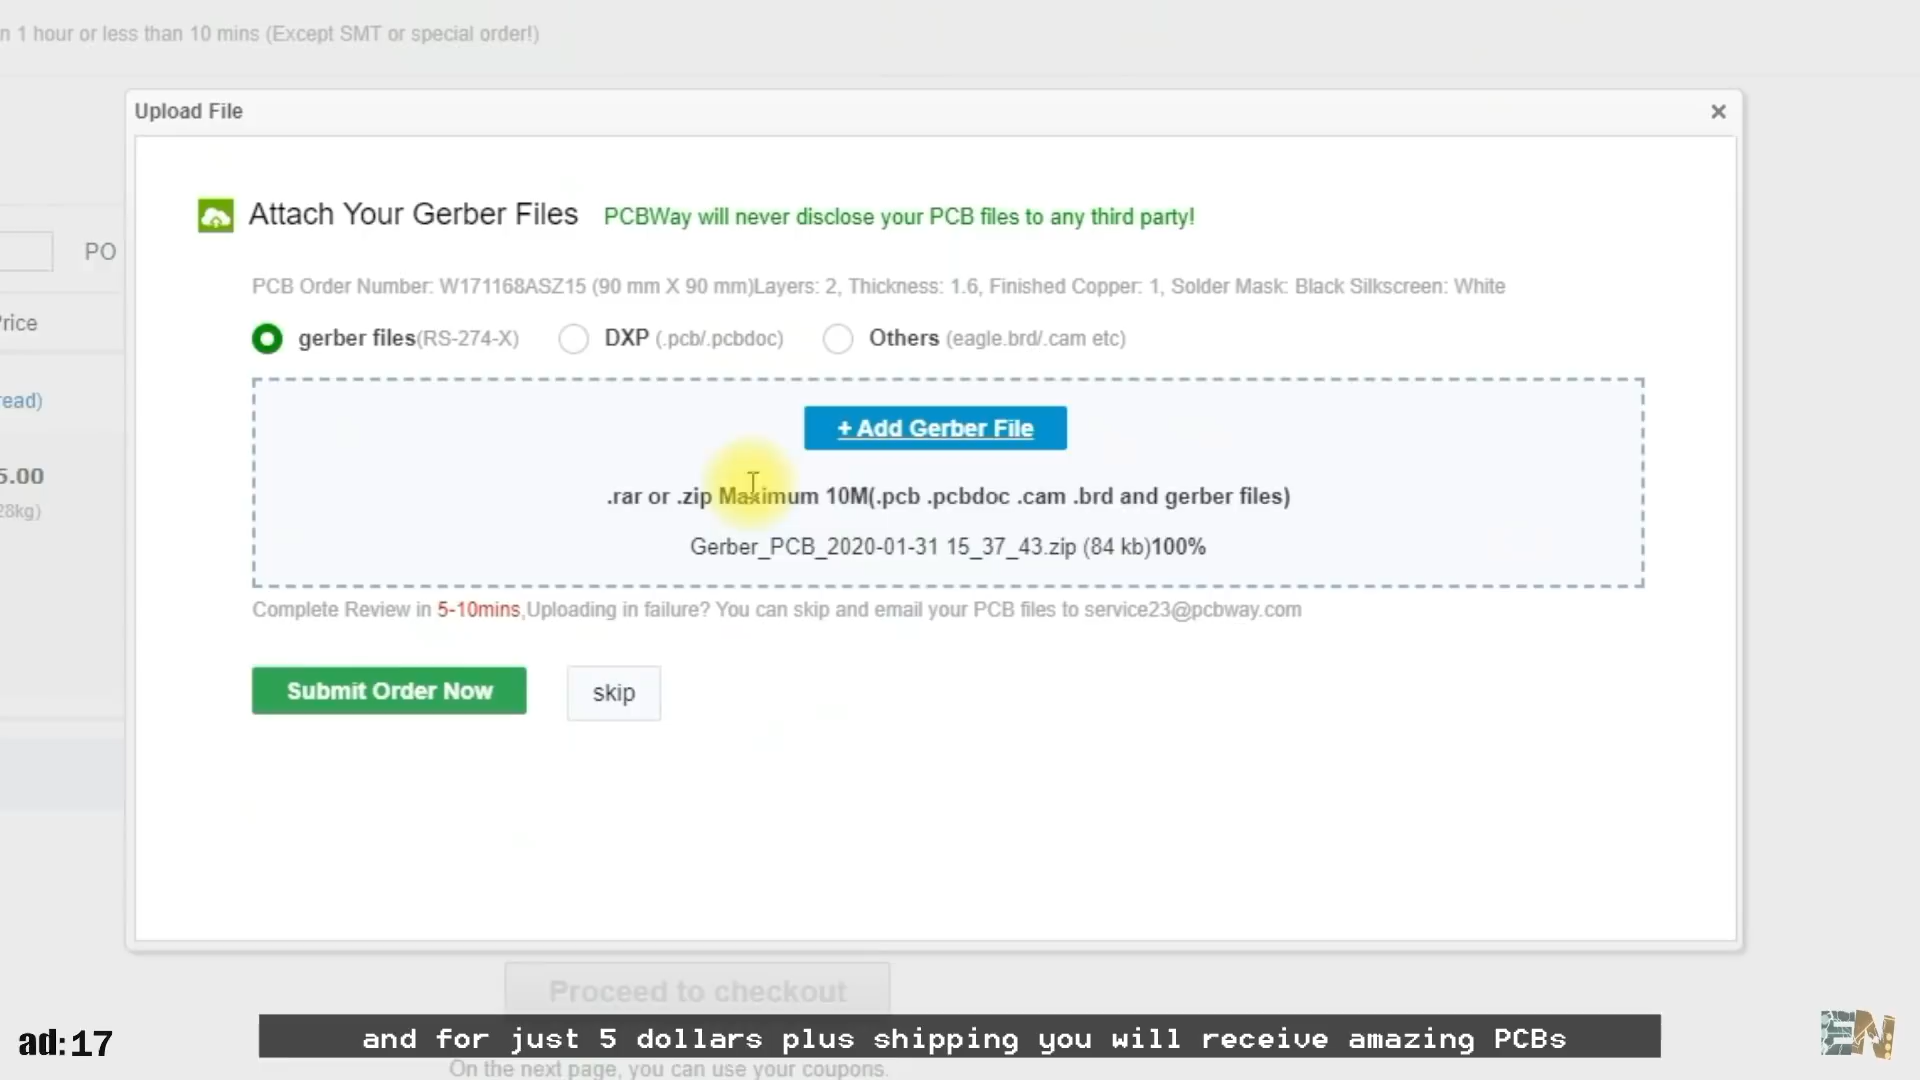 n 1 hour or less than 10 mins (Except SMT or special order!)
Upload File
Attach Your Gerber Files PCBWay will never disclose your PCB files to any third party!
PO
PCB Order Number: W171168ASZ15 (90 mm X 90 mm)Layers: 2, Thickness: 1.6, Finished Copper: 1, Solder Mask: Black Silkscreen: White
rice
gerber files(RS-274-X) DXP (.pcb/.pcbdoc) Others (eagle.brd/.cam etc)
read)
+ Add Gerber File
5.00
.rar or .zip Maximum 10M(.pcb .pcbdoc .cam .brd and gerber files)
28kg)
Gerber_PCB_2020-01-31 15_37_43.zip (84 kb)100%
Complete Review in 5-10mins,Uploading in failure? You can skip and email your PCB files to service23@pcbway.com
Submit Order Now skip
Proceed to checkout
ad:17
and for just 5 dollars plus shipping you will receive amazing PCBs
EN
On the next page, you can use your coupons.